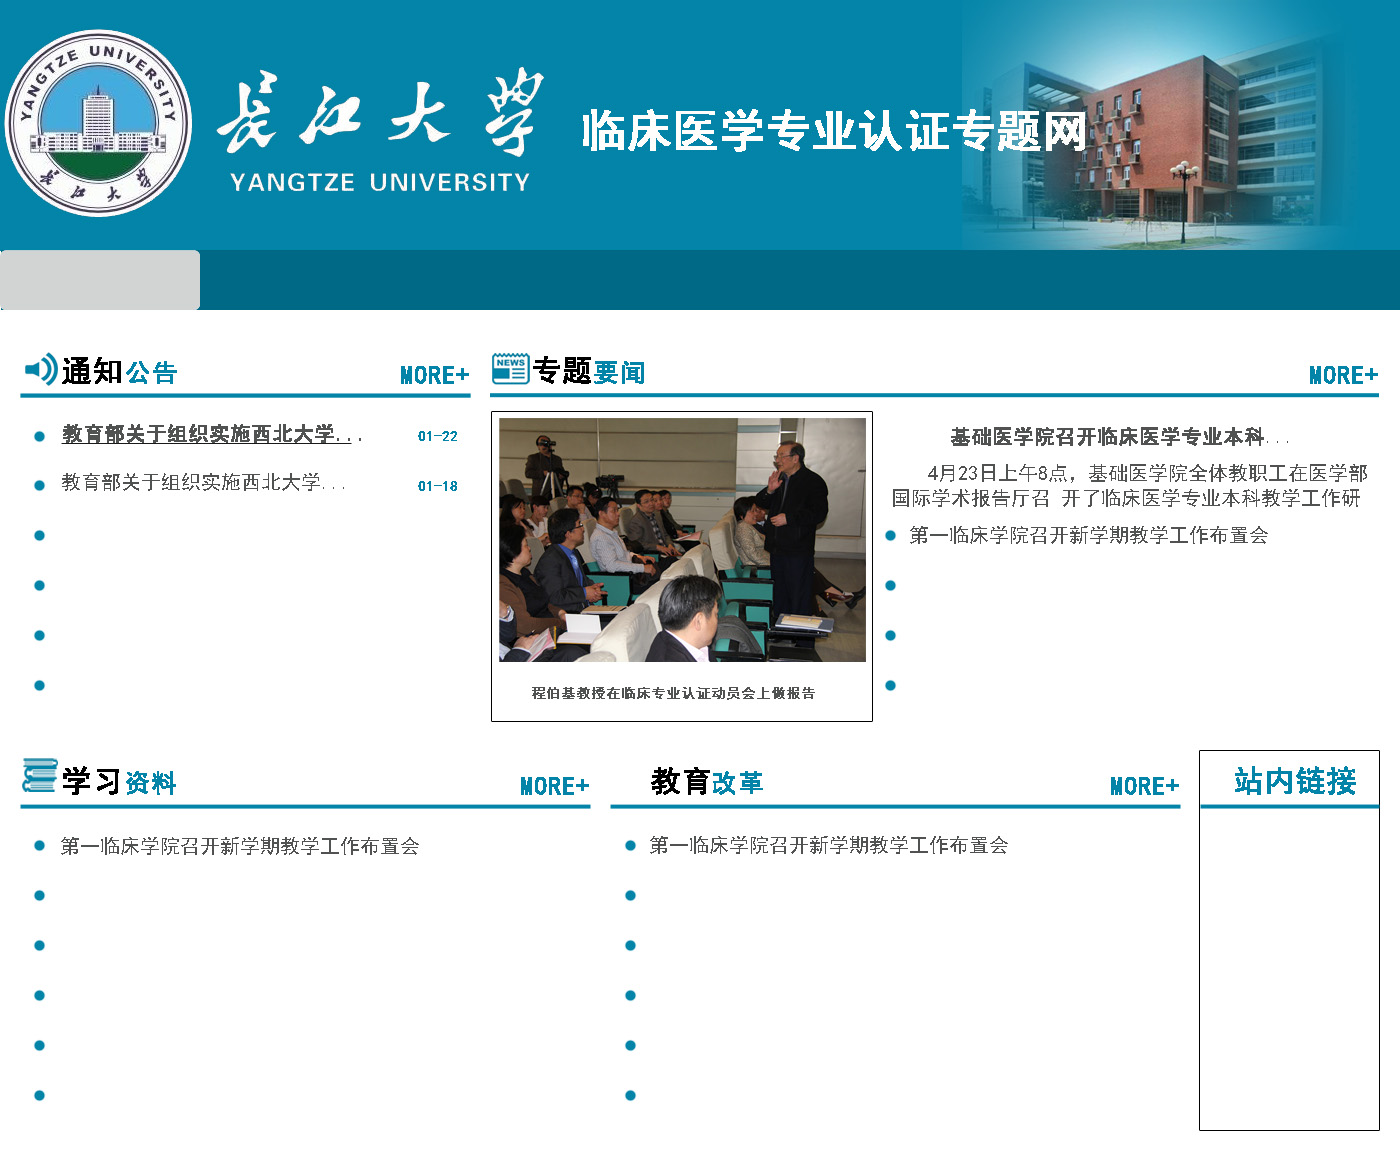 YANGTZE UNIVERSITY
长江大学
长江大学
YANGTZE UNIVERSITY
临床医学专业认证专题网
通知公告
MORE+
教育部关于组织实施西北大学...
01-22
教育部关于组织实施西北大学...
01-18
NEWS
专题要闻
MORE+
程伯基教授在临床专业认证动员会上做报告
基础医学院召开临床医学专业本科...
4月23日上午8点，基础医学院全体教职工在医学部
国际学术报告厅召 开了临床医学专业本科教学工作研
第一临床学院召开新学期教学工作布置会
学习资料
MORE+
第一临床学院召开新学期教学工作布置会
教育改革
MORE+
第一临床学院召开新学期教学工作布置会
站内链接